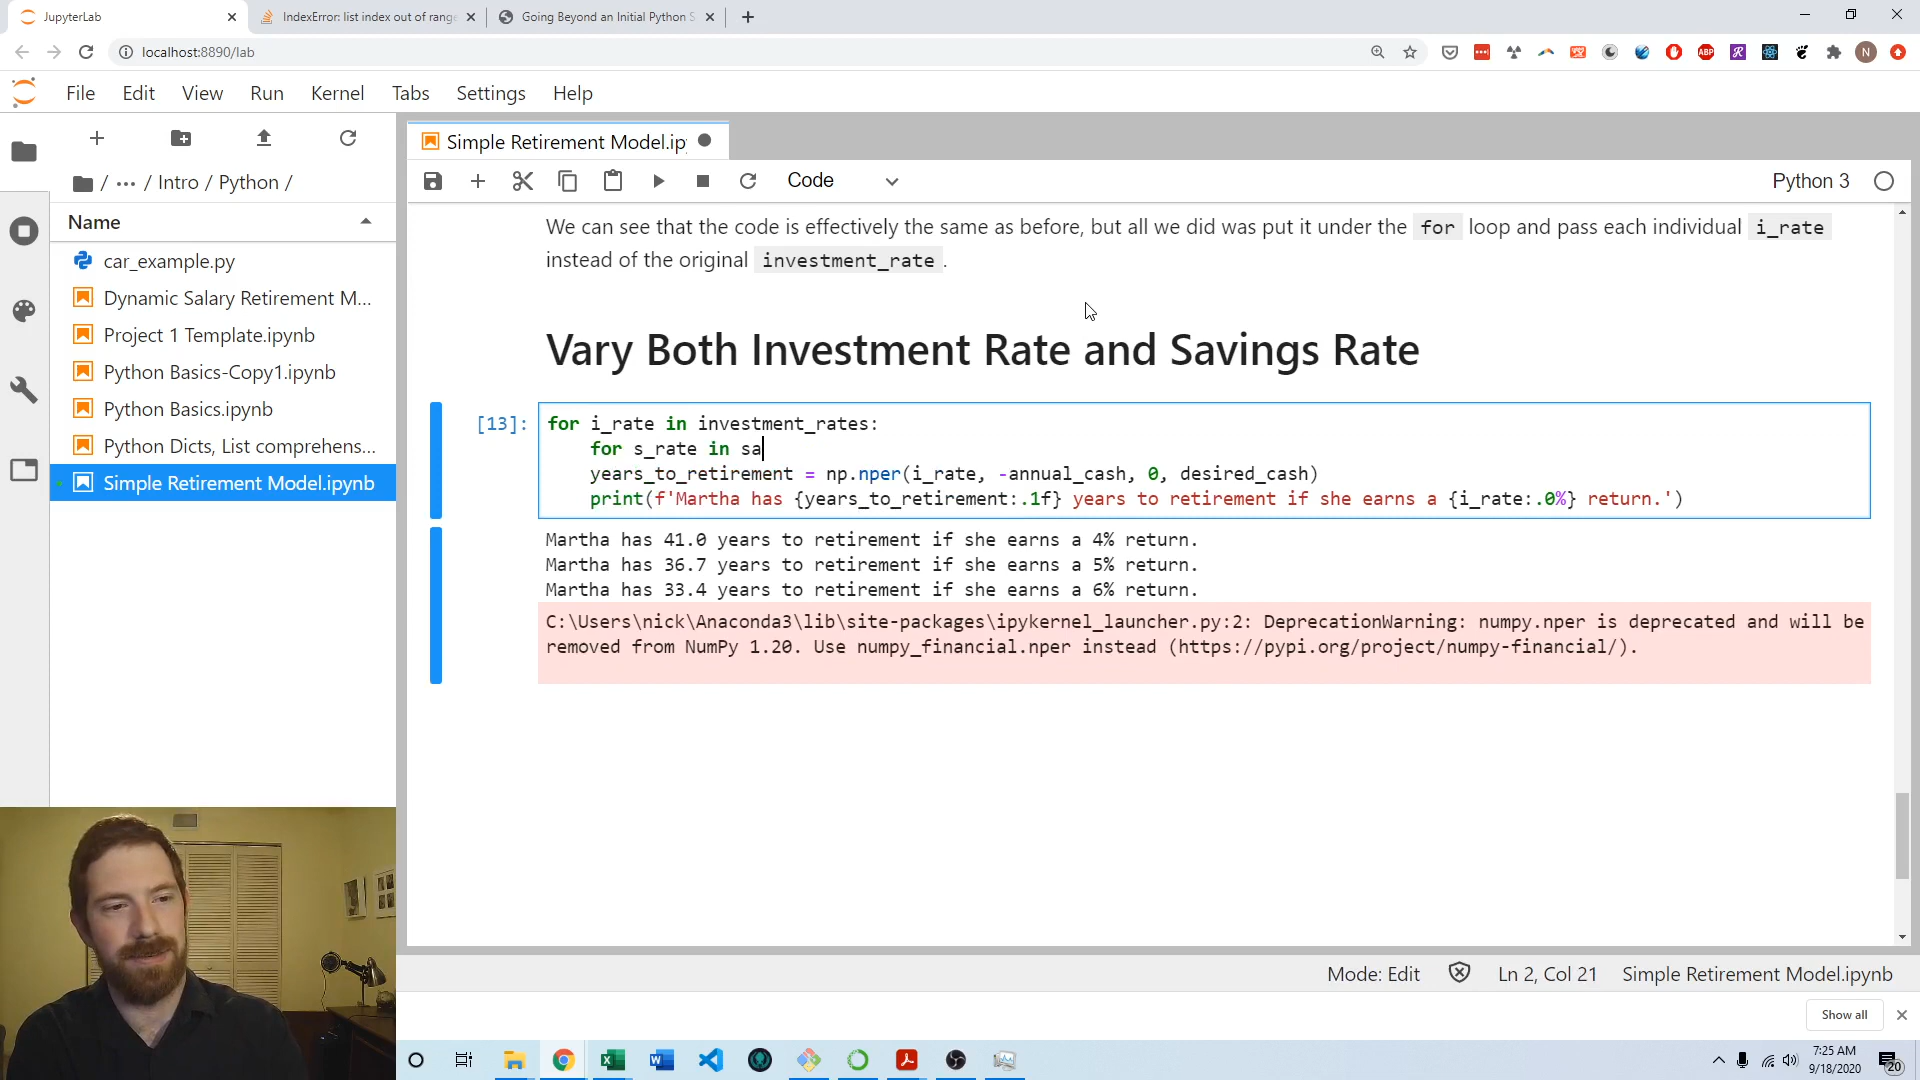 JupyterLab
IndexError: list index out of range
Going Beyond an Initial Python S
localhost:8890/lab
File Edit View Run Kernel Tabs Settings Help
/ ··· / Intro / Python /
Name
car_example.py
Dynamic Salary Retirement M...
Project 1 Template.ipynb
Python Basics-Copy1.ipynb
Python Basics.ipynb
Python Dicts, List comprehens...
Simple Retirement Model.ipynb
Simple Retirement Model.ip
Code
Python 3
We can see that the code is effectively the same as before, but all we did was put it under the for loop and pass each individual i_rate
instead of the original investment_rate .
Vary Both Investment Rate and Savings Rate
[13]:
for i_rate in investment_rates:
for s_rate in sa
years_to_retirement = np.nper(i_rate, -annual_cash, 0, desired_cash)
print(f'Martha has {years_to_retirement:.1f} years to retirement if she earns a {i_rate:.0%} return.')
Martha has 41.0 years to retirement if she earns a 4% return.
Martha has 36.7 years to retirement if she earns a 5% return.
Martha has 33.4 years to retirement if she earns a 6% return.
C:\Users\nick\Anaconda3\lib\site-packages\ipykernel_launcher.py:2: DeprecationWarning: numpy.nper is deprecated and will be
removed from NumPy 1.20. Use numpy_financial.nper instead (https://pypi.org/project/numpy-financial/).
Mode: Edit
Ln 2, Col 21
Simple Retirement Model.ipynb
Show all
7:25 AM
9/18/2020
20